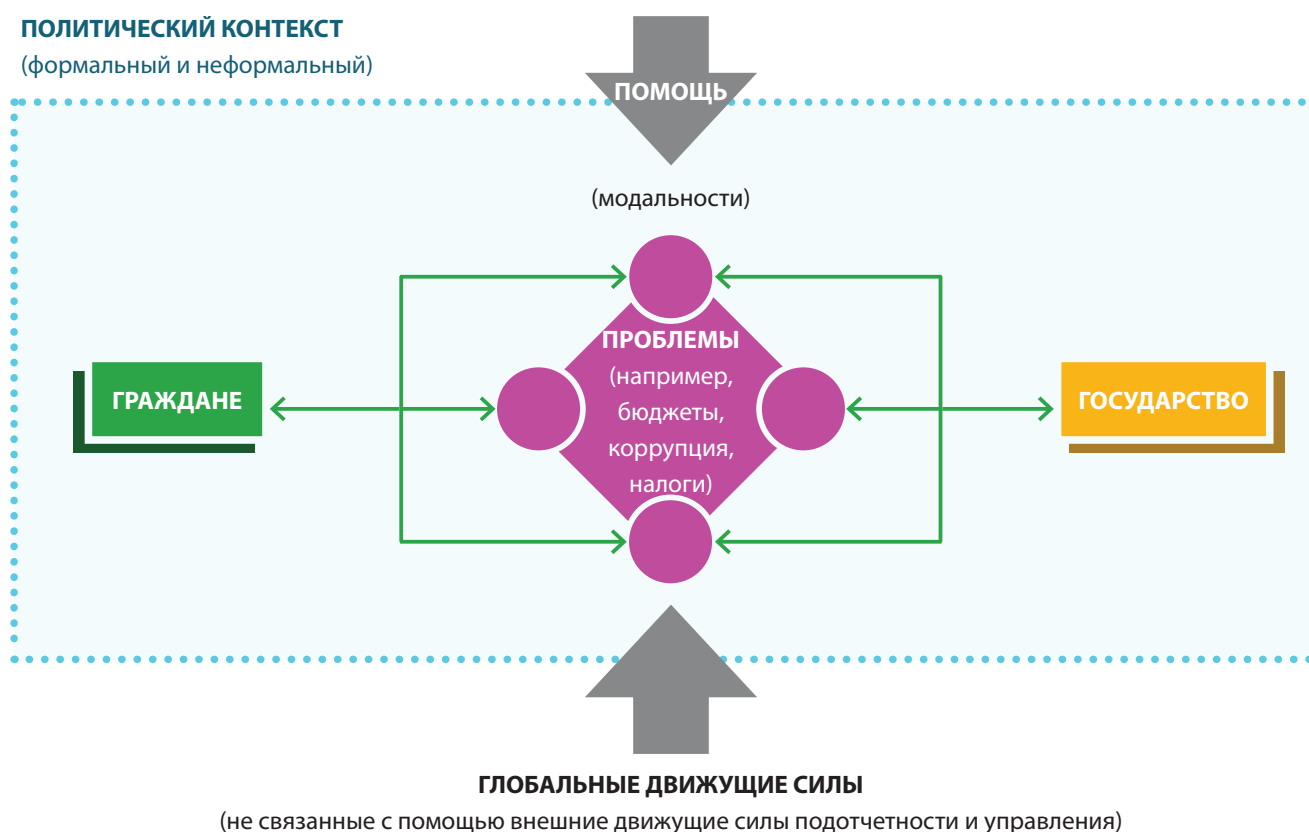 ПОЛИТИЧЕСКИЙ КОНТЕКСТ
(формальный и неформальный)
ПОМОЩЬ
(модальности)
ПРОБЛЕМЫ
(например,
бюджеты,
коррупция,
налоги)
ГРАЖДАНЕ
ГОСУДАРСТВО
ГЛОБАЛЬНЫЕ ДВИЖУЩИЕ СИЛЫ
(не связанные с помощью внешние движущие силы подотчетности и управления)